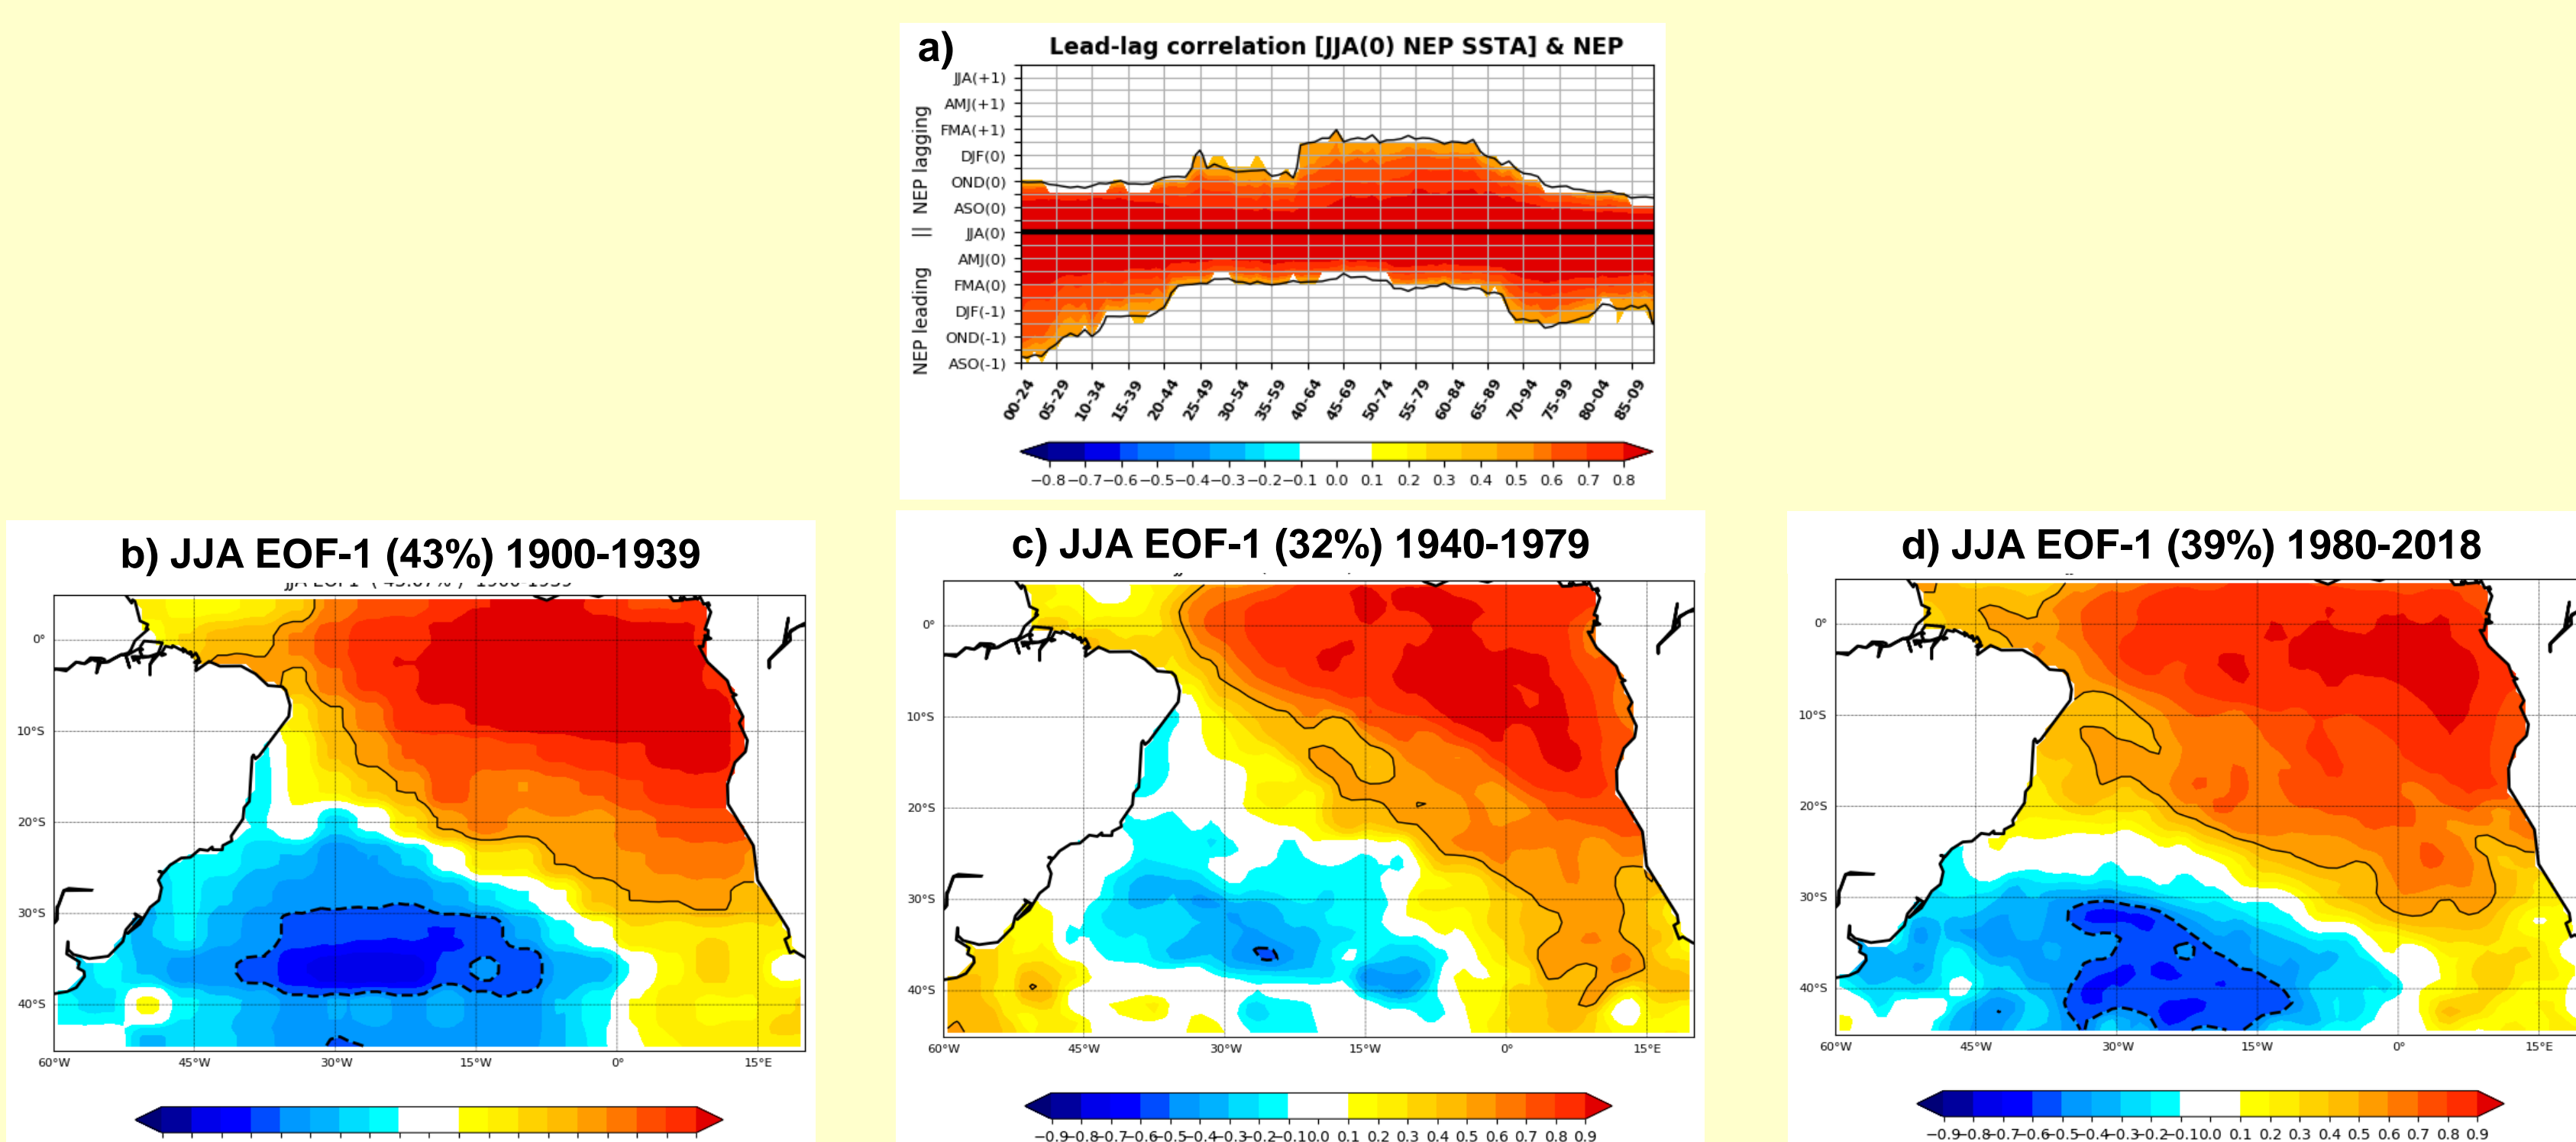 a)
Lead-lag correlation [JJA(0) NEP SSTA] & NEP
NEP leading || NEP lagging
JJA(+1)
AMJ(+1)
FMA(+1)
DJF(0)
OND(0)
ASO(0)
JJA(0)
AMJ(0)
FMA(0)
DJF(-1)
OND(-1)
ASO(-1)
00-24 05-29 10-34 15-39 20-44 25-49 30-54 35-59 40-64 45-69 50-74 55-79 60-84 65-89 70-94 75-99 80-04 85-09
−0.8 −0.7 −0.6 −0.5 −0.4 −0.3 −0.2 −0.1 0.0 0.1 0.2 0.3 0.4 0.5 0.6 0.7 0.8
b) JJA EOF-1 (43%) 1900-1939
0°
10°S
20°S
30°S
40°S
60°W 45°W 30°W 15°W 0° 15°E
c) JJA EOF-1 (32%) 1940-1979
0°
10°S
20°S
30°S
40°S
60°W 45°W 30°W 15°W 0° 15°E
−0.9 −0.8 −0.7 −0.6 −0.5 −0.4 −0.3 −0.2 −0.1 0.0 0.1 0.2 0.3 0.4 0.5 0.6 0.7 0.8 0.9
d) JJA EOF-1 (39%) 1980-2018
0°
10°S
20°S
30°S
40°S
60°W 45°W 30°W 15°W 0° 15°E
−0.9 −0.8 −0.7 −0.6 −0.5 −0.4 −0.3 −0.2 −0.1 0.0 0.1 0.2 0.3 0.4 0.5 0.6 0.7 0.8 0.9